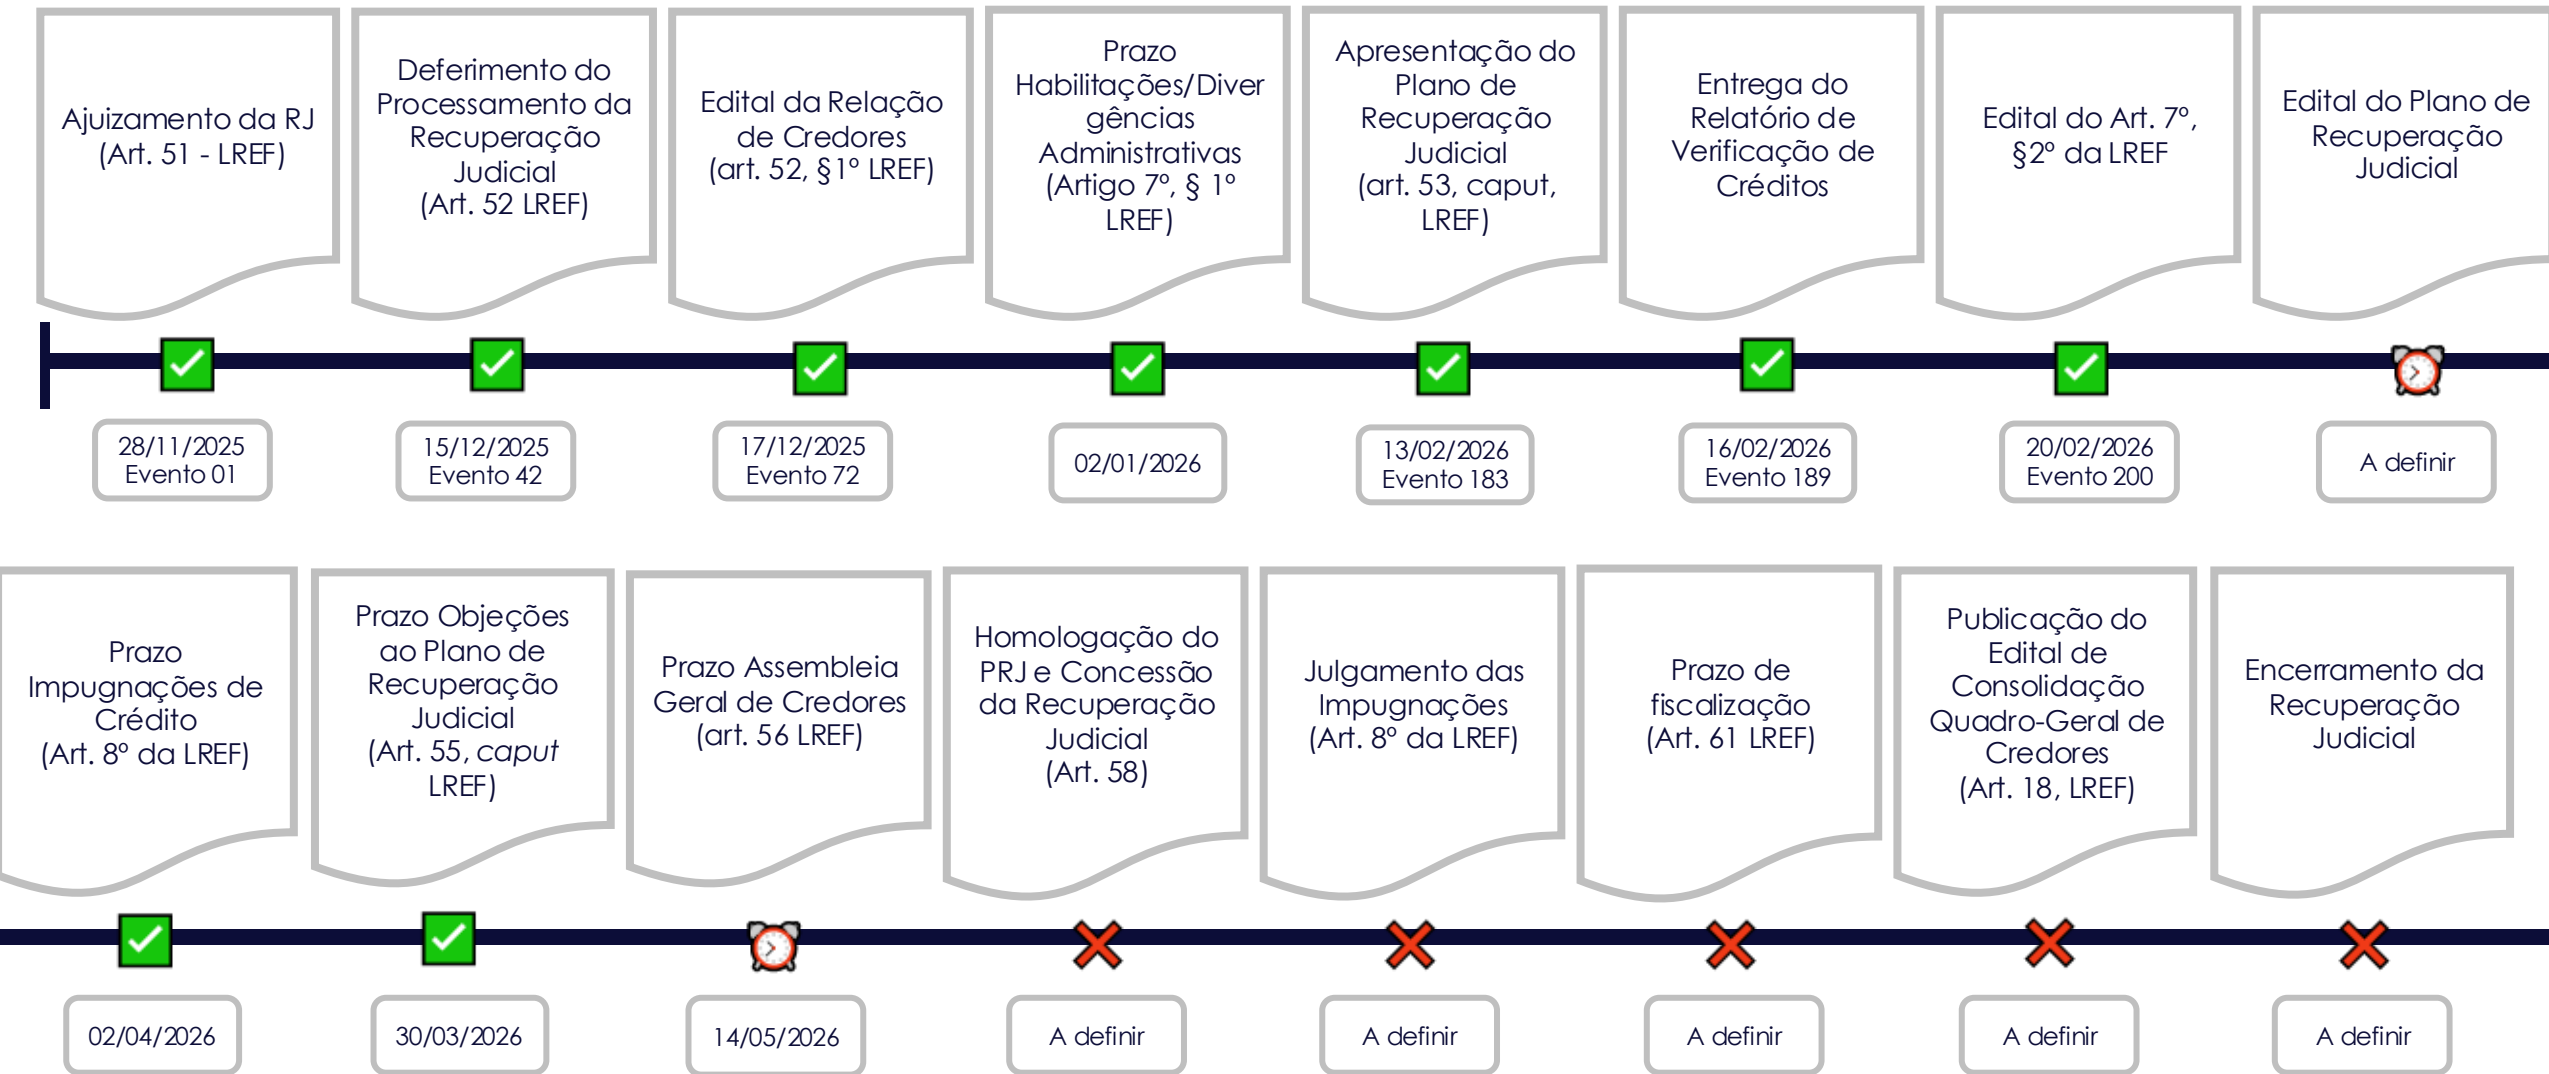 Ajuizamento da RJ
(Art. 51 - LREF)
Deferimento do
Processamento da
Recuperação
Judicial
(Art. 52 LREF)
Edital da Relação
de Credores
(art. 52, §1º LREF)
Prazo
Habilitações/Diver
gências
Administrativas
(Artigo 7º, § 1º
LREF)
Apresentação do
Plano de
Recuperação
Judicial
(art. 53, caput,
LREF)
Entrega do
Relatório de
Verificação de
Créditos
Edital do Art. 7º,
§2º da LREF
Edital do Plano de
Recuperação
Judicial
28/11/2025
Evento 01
15/12/2025
Evento 42
17/12/2025
Evento 72
02/01/2026
13/02/2026
Evento 183
16/02/2026
Evento 189
20/02/2026
Evento 200
A definir
Prazo
Impugnações de
Crédito
(Art. 8º da LREF)
Prazo Objeções
ao Plano de
Recuperação
Judicial
(Art. 55, caput
LREF)
Prazo Assembleia
Geral de Credores
(art. 56 LREF)
Homologação do
PRJ e Concessão
da Recuperação
Judicial
(Art. 58)
Julgamento das
Impugnações
(Art. 8º da LREF)
Prazo de
fiscalização
(Art. 61 LREF)
Publicação do
Edital de
Consolidação
Quadro-Geral de
Credores
(Art. 18, LREF)
Encerramento da
Recuperação
Judicial
02/04/2026
30/03/2026
14/05/2026
A definir
A definir
A definir
A definir
A definir